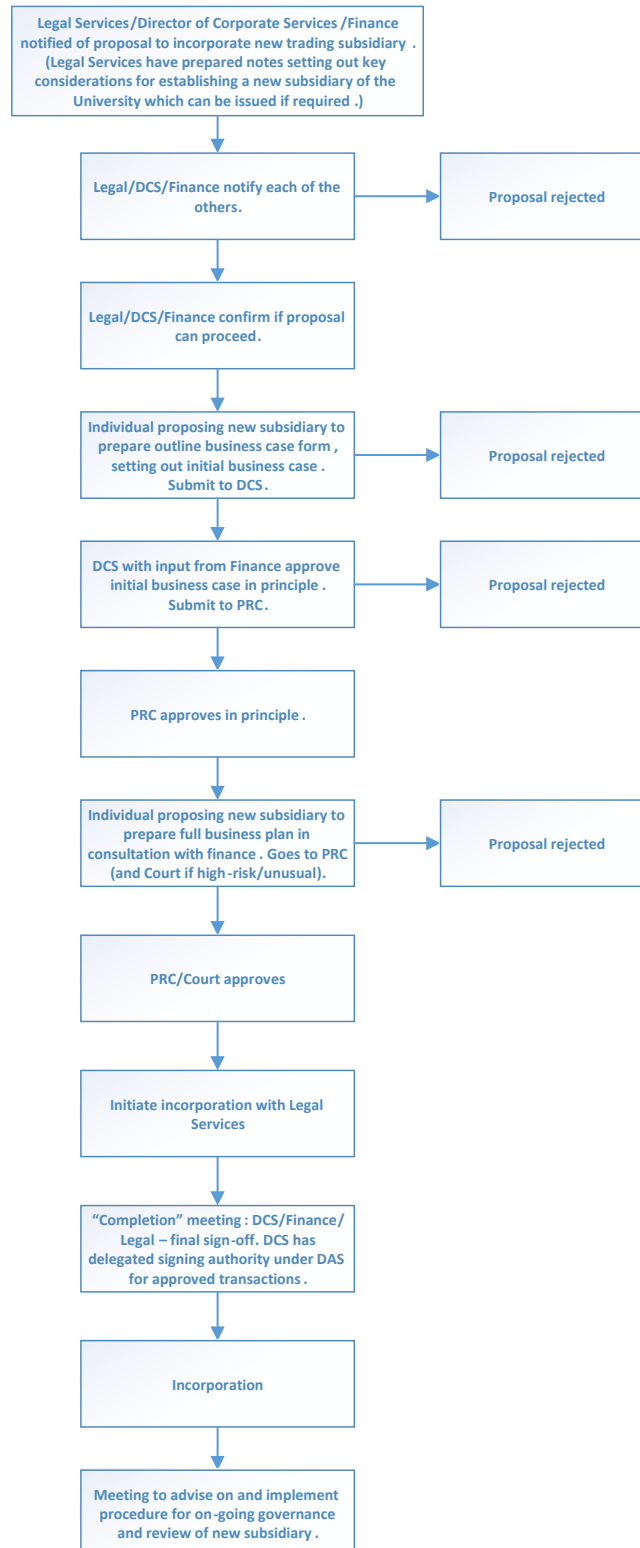 Legal Services/Director of Corporate Services/Finance
notified of proposal to incorporate new trading subsidiary.
(Legal Services have prepared notes setting out key
considerations for establishing a new subsidiary of the
University which can be issued if required.)
Legal/DCS/Finance notify each of the
others.
Proposal rejected
Legal/DCS/Finance confirm if proposal
can proceed.
Individual proposing new subsidiary to
prepare outline business case form,
setting out initial business case.
Submit to DCS.
Proposal rejected
DCS with input from Finance approve
initial business case in principle.
Submit to PRC.
Proposal rejected
PRC approves in principle.
Individual proposing new subsidiary to
prepare full business plan in
consultation with finance. Goes to PRC
(and Court if high-risk/unusual).
Proposal rejected
PRC/Court approves
Initiate incorporation with Legal
Services
“Completion” meeting: DCS/Finance/
Legal – final sign-off. DCS has
delegated signing authority under DAS
for approved transactions.
Incorporation
Meeting to advise on and implement
procedure for on-going governance
and review of new subsidiary.